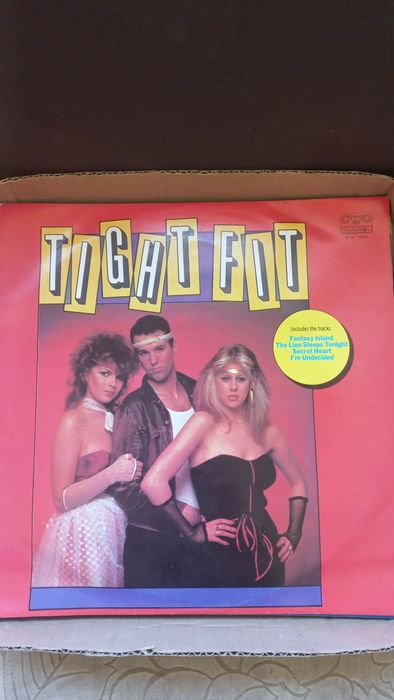 TIGHT FIT
Includes the tracks
Fantasy Island
The Lion Sleeps Tonight
Secret Heart
I'm Undecided